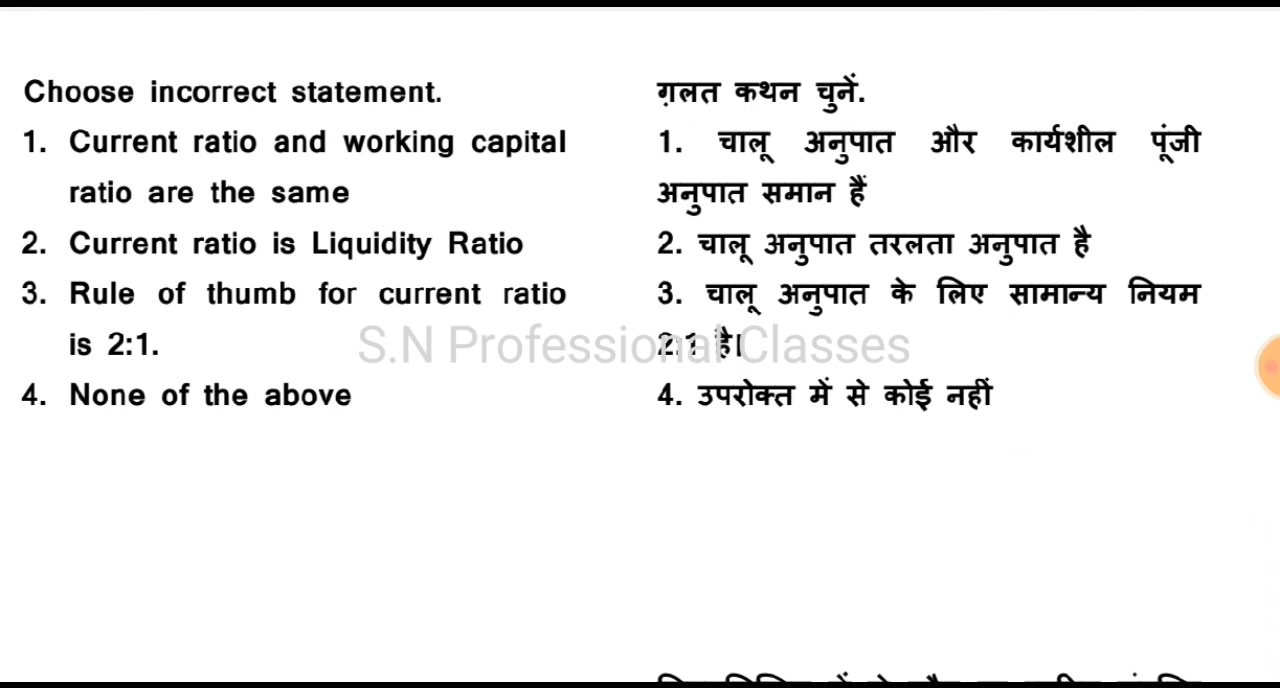 Choose incorrect statement.
1. Current ratio and working capital
ratio are the same
2. Current ratio is Liquidity Ratio
3. Rule of thumb for current ratio
is 2:1.
4. None of the above
ग़लत कथन चुनें.
1. चालू अनुपात और कार्यशील पूंजी
अनुपात समान हैं
2. चालू अनुपात तरलता अनुपात है
3. चालू अनुपात के लिए सामान्य नियम
2:1 है।
4. उपरोक्त में से कोई नहीं
S.N Professional Classes